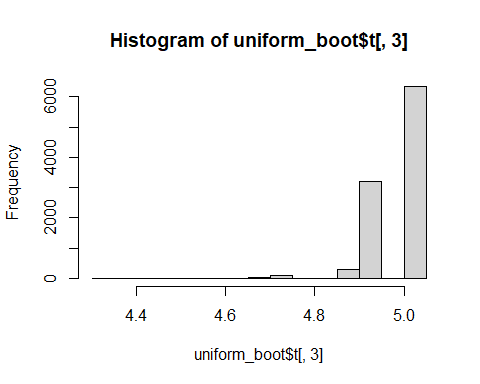 Histogram of uniform_boot$t[, 3]
Frequency
6000
4000
2000
0
4.4 4.6 4.8 5.0
uniform_boot$t[, 3]